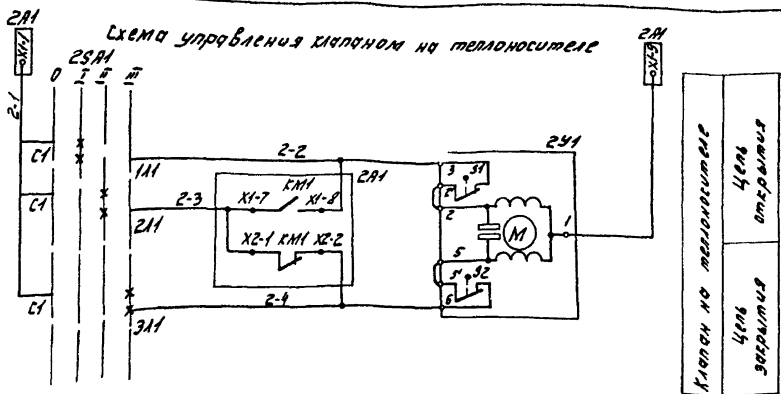 Схема управления клапаном на теплоносителе
2А1
X1-1
2-1
2SA1
0 I II III
C1
1Л1
C1
2Л1
C1
3Л1
2-2
2-3
2-4
2А1
X1-7 KM1 X1-8
X2-1 KM1 X2-2
2У1
3 S1
2
5
S2
6
M
1
2А1
X1-9
Клапан на теплоносителе
Цепь открытия
Цепь закрытия